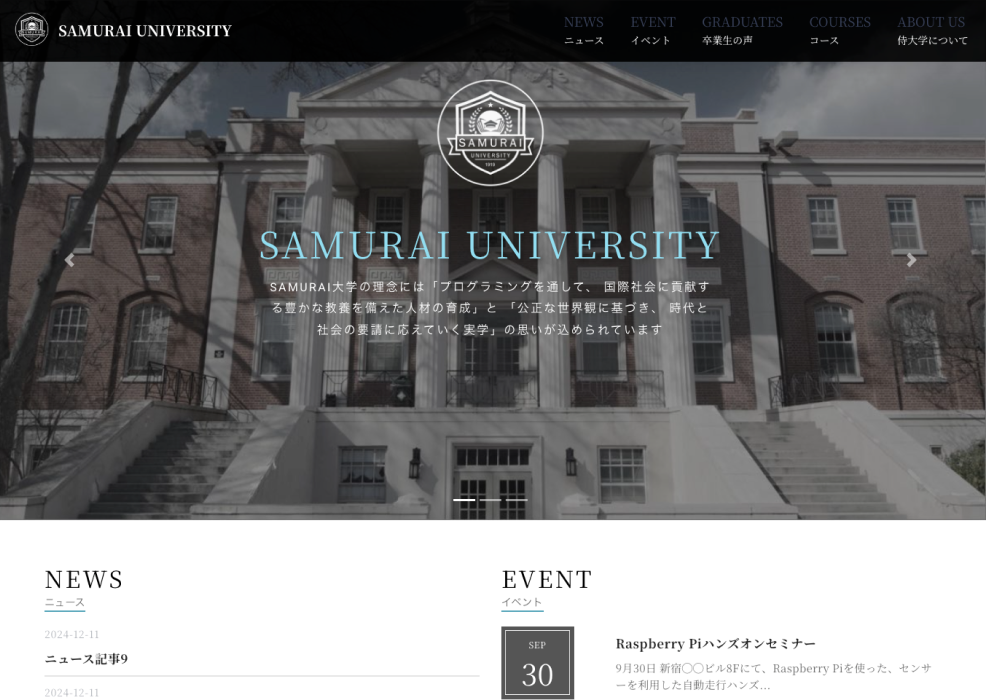 SAMURAI UNIVERSITY
NEWS
ニュース
EVENT
イベント
GRADUATES
卒業生の声
COURSES
コース
ABOUT US
侍大学について
SAMURAI
UNIVERSITY
SAMURAI UNIVERSITY
SAMURAI大学の理念には「プログラミングを通して、 国際社会に貢献す
る豊かな教養を備えた人材の育成」と 「公正な世界観に基づき、 時代と
社会の要請に応えていく実学」の思いが込められています
NEWS
ニュース
2024-12-11
ニュース記事9
2024-12-11
EVENT
イベント
SEP
30
Raspberry Piハンズオンセミナー
9月30日 新宿◯◯ビル8Fにて、Raspberry Piを使った、センサ
ーを利用した自動走行ハンズ...